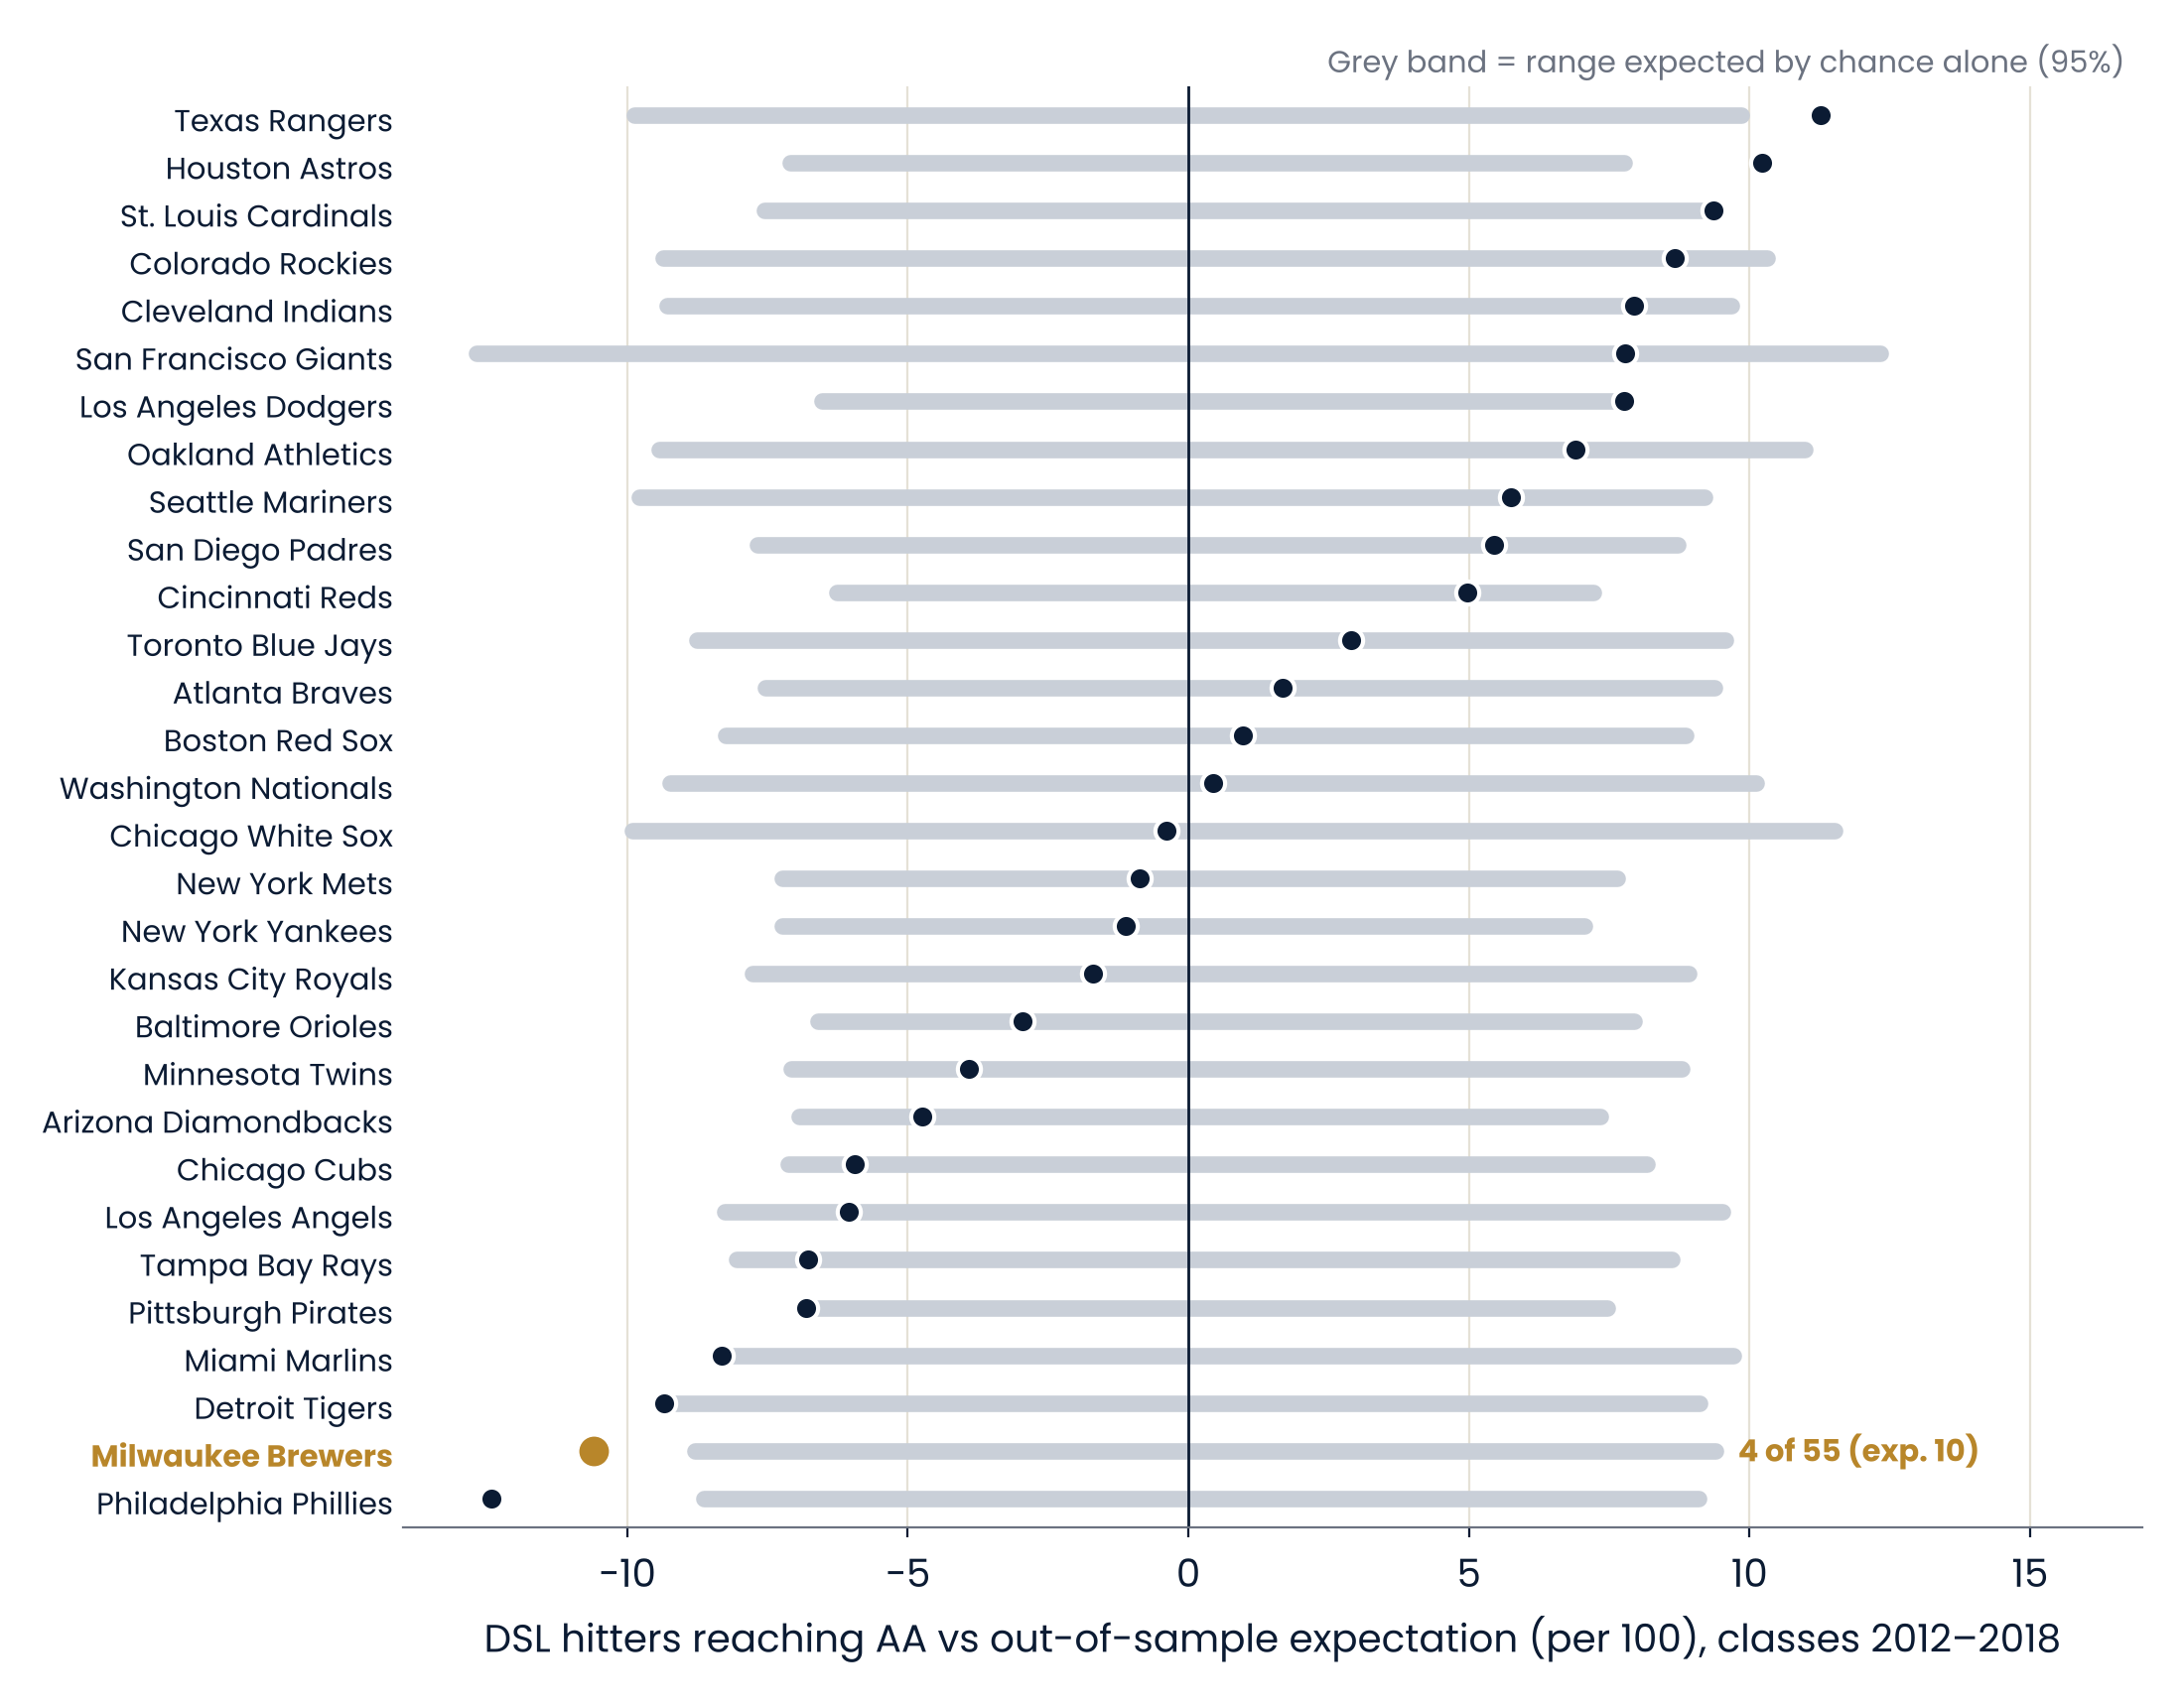 Grey band = range expected by chance alone (95%)
Texas Rangers
Houston Astros
St. Louis Cardinals
Colorado Rockies
Cleveland Indians
San Francisco Giants
Los Angeles Dodgers
Oakland Athletics
Seattle Mariners
San Diego Padres
Cincinnati Reds
Toronto Blue Jays
Atlanta Braves
Boston Red Sox
Washington Nationals
Chicago White Sox
New York Mets
New York Yankees
Kansas City Royals
Baltimore Orioles
Minnesota Twins
Arizona Diamondbacks
Chicago Cubs
Los Angeles Angels
Tampa Bay Rays
Pittsburgh Pirates
Miami Marlins
Detroit Tigers
Milwaukee Brewers 4 of 55 (exp. 10)
Philadelphia Phillies
−10 −5 0 5 10 15
DSL hitters reaching AA vs out-of-sample expectation (per 100), classes 2012–2018